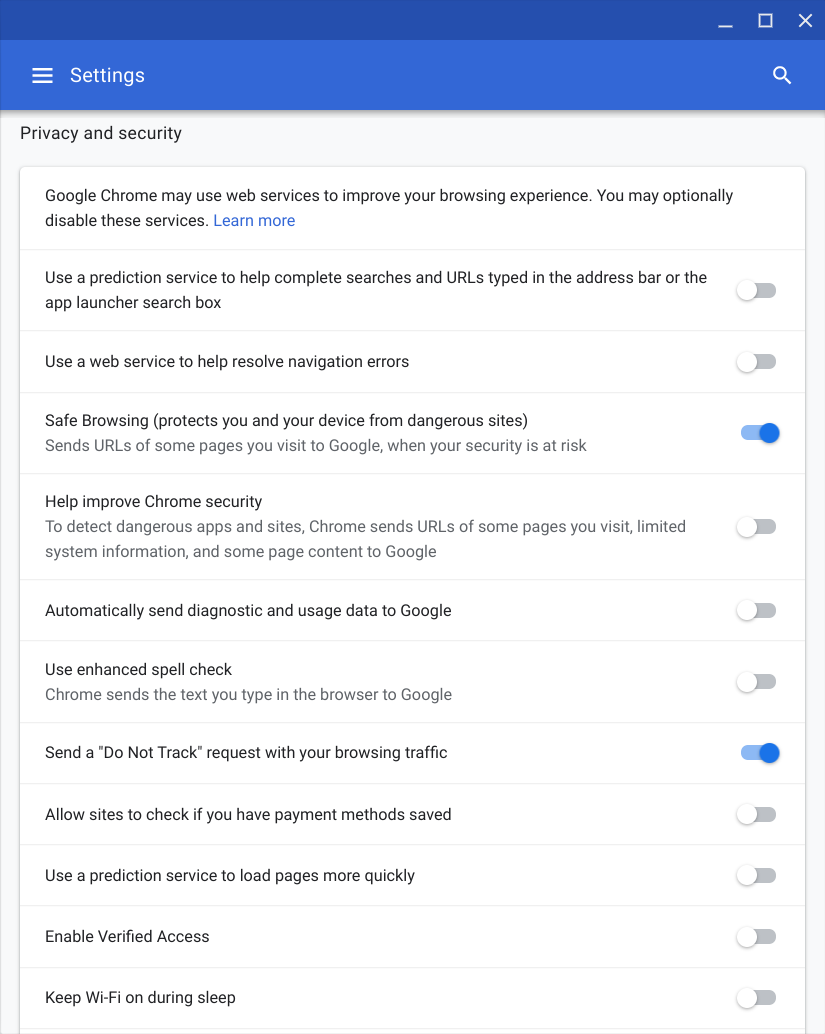 Settings
Privacy and security
Google Chrome may use web services to improve your browsing experience. You may optionally
disable these services. Learn more
Use a prediction service to help complete searches and URLs typed in the address bar or the
app launcher search box
Use a web service to help resolve navigation errors
Safe Browsing (protects you and your device from dangerous sites)
Sends URLs of some pages you visit to Google, when your security is at risk
Help improve Chrome security
To detect dangerous apps and sites, Chrome sends URLs of some pages you visit, limited
system information, and some page content to Google
Automatically send diagnostic and usage data to Google
Use enhanced spell check
Chrome sends the text you type in the browser to Google
Send a "Do Not Track" request with your browsing traffic
Allow sites to check if you have payment methods saved
Use a prediction service to load pages more quickly
Enable Verified Access
Keep Wi-Fi on during sleep